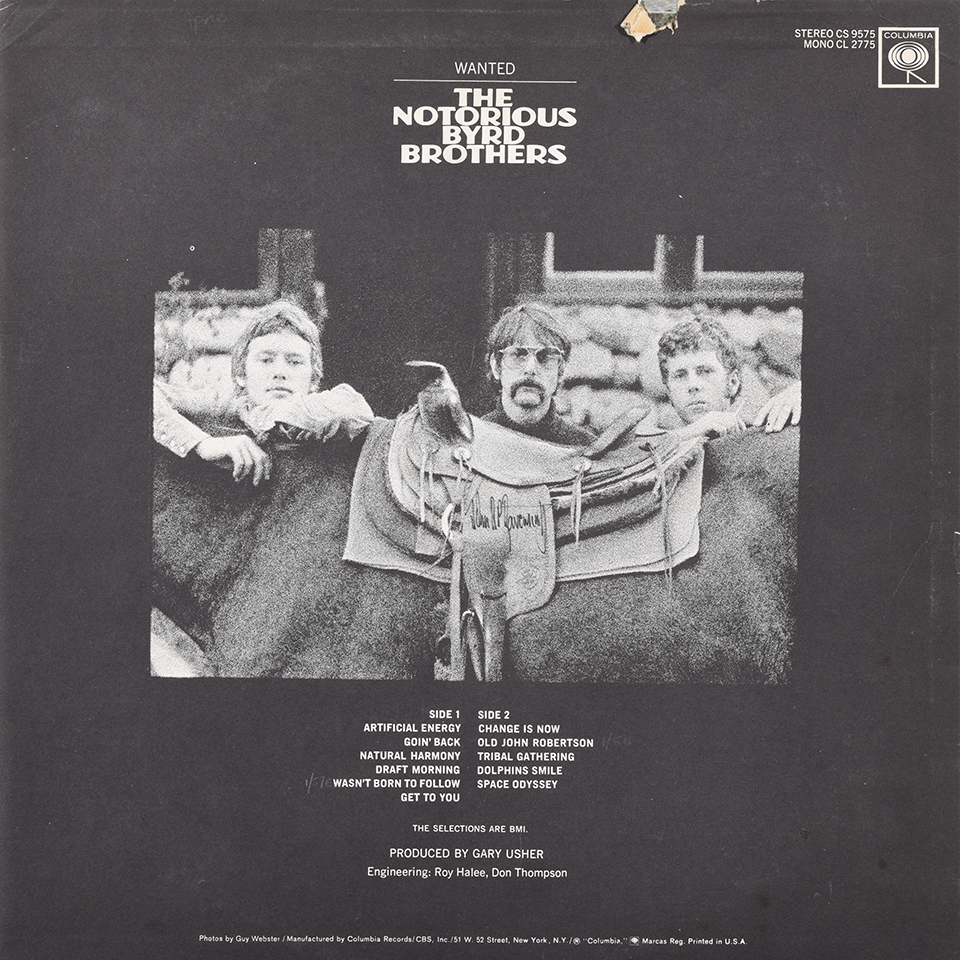 STEREO CS 9575
MONO CL 2775
COLUMBIA
WANTED
THE
NOTORIOUS
BYRD
BROTHERS
SIDE 1
ARTIFICIAL ENERGY
GOIN' BACK
NATURAL HARMONY
DRAFT MORNING
WASN'T BORN TO FOLLOW
GET TO YOU
SIDE 2
CHANGE IS NOW
OLD JOHN ROBERTSON
TRIBAL GATHERING
DOLPHINS SMILE
SPACE ODYSSEY
THE SELECTIONS ARE BMI.
PRODUCED BY GARY USHER
Engineering: Roy Halee, Don Thompson
Photos by Guy Webster / Manufactured by Columbia Records/CBS, Inc./51 W. 52 Street, New York, N.Y./® "Columbia," Marcas Reg. Printed in U.S.A.